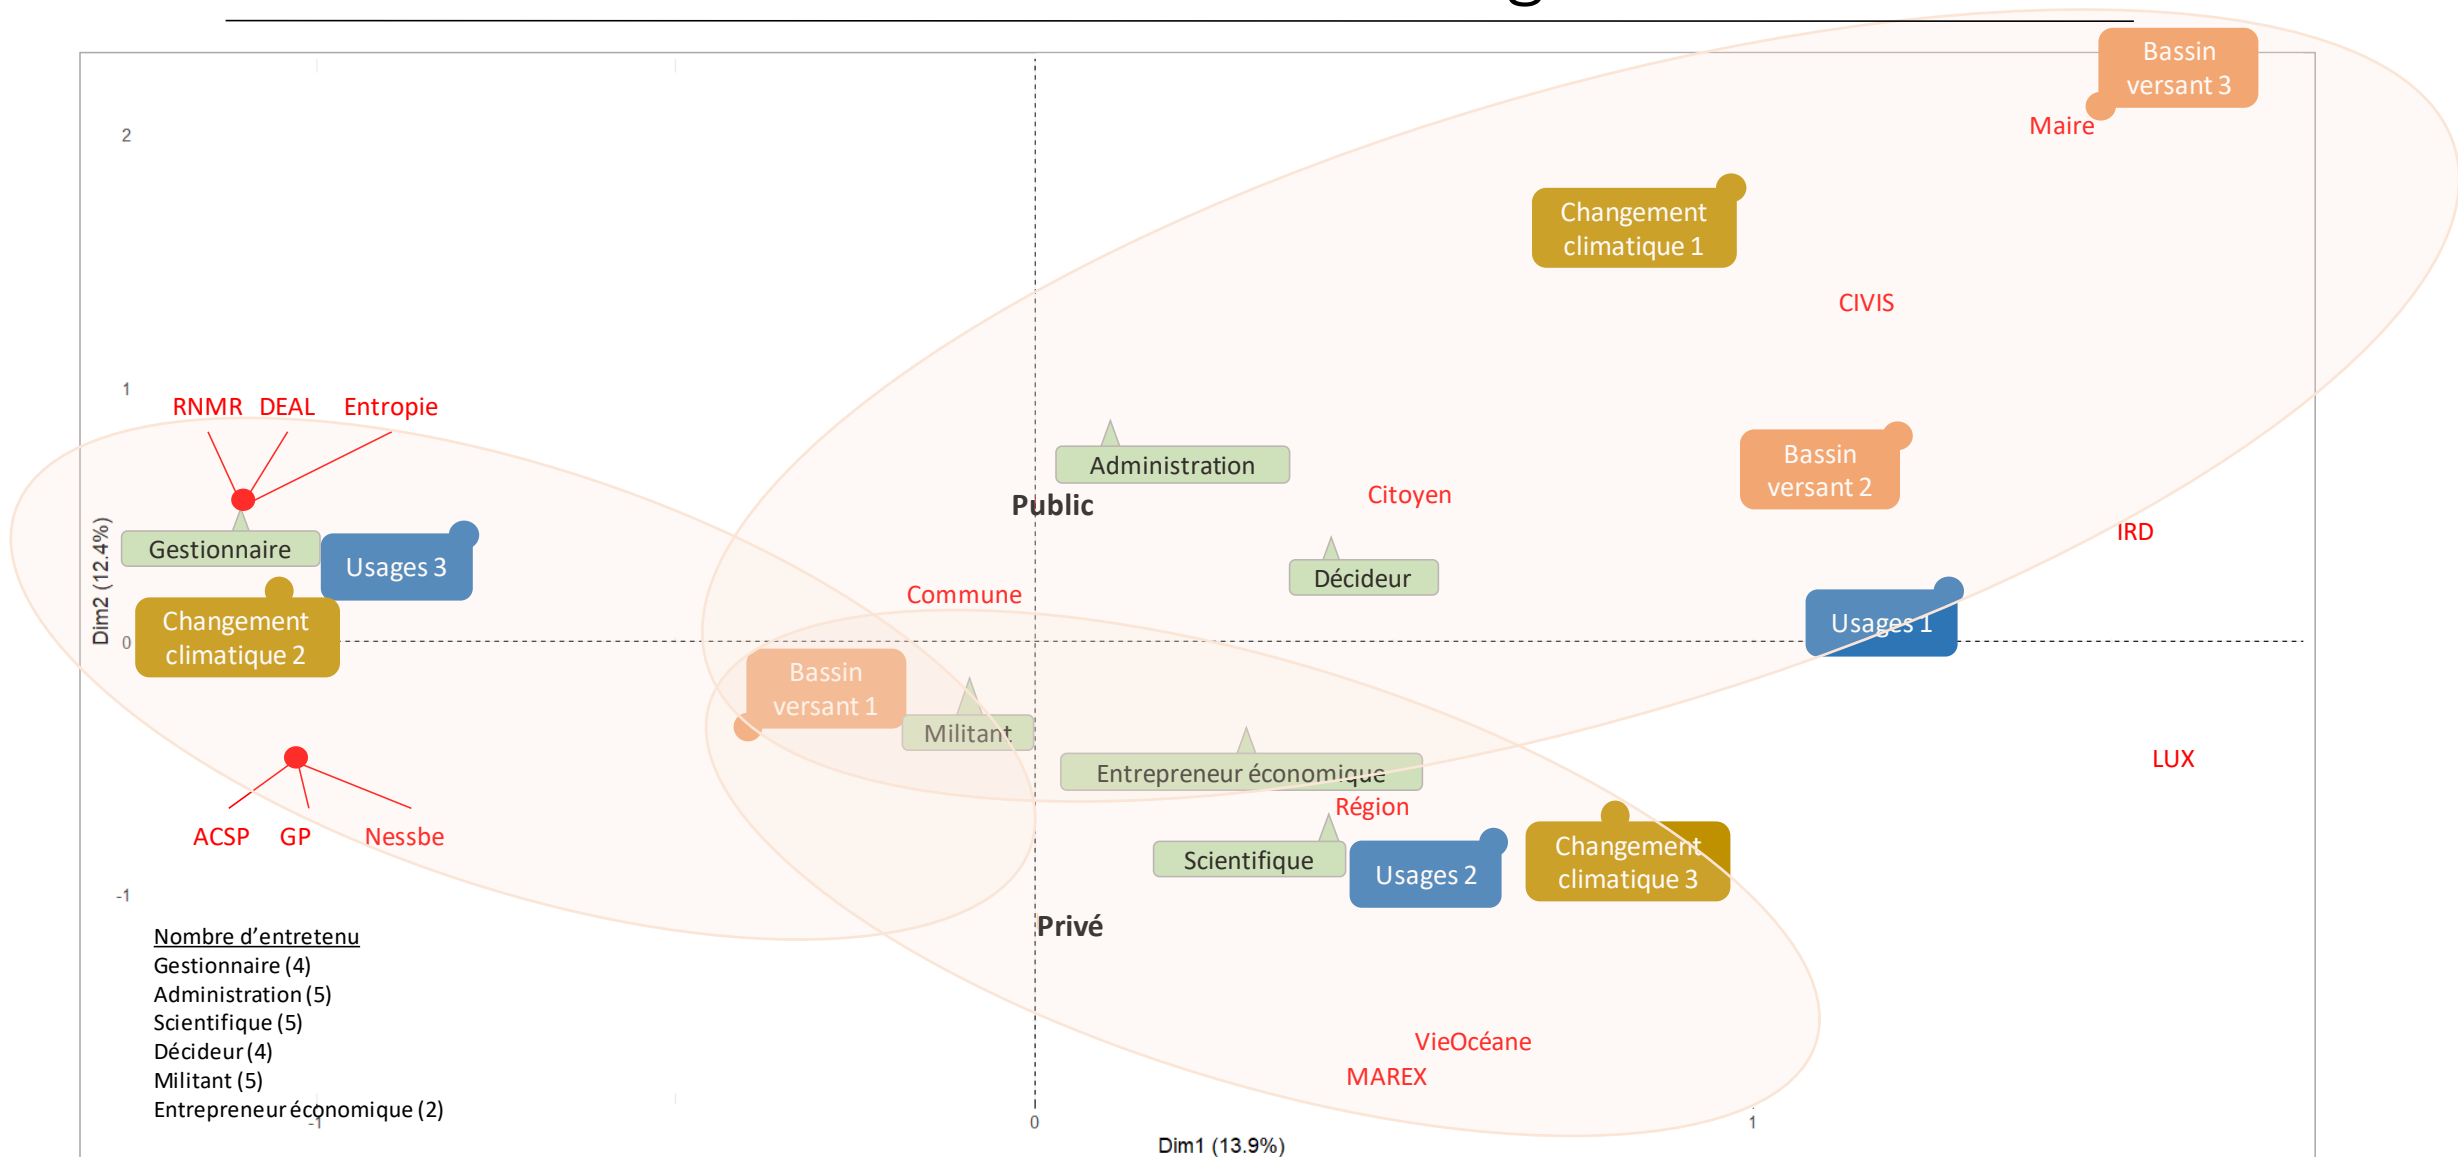 g
Bassin
versant 3
Maire
2
Changement
climatique 1
CIVIS
1
RNMR DEAL Entropie
Bassin
versant 2
Administration
Citoyen
Public
IRD
Gestionnaire
Usages 3
Décideur
Commune
Dim2 (12.4%)
0
Changement
climatique 2
Usages 1
Bassin
versant 1
Militant
LUX
Entrepreneur économique
Région
ACSP GP Nessbe
Changement
climatique 3
Scientifique
Usages 2
-1
Privé
Nombre d’entretenu
Gestionnaire (4)
Administration (5)
Scientifique (5)
Décideur (4)
Militant (5)
Entrepreneur économique (2)
VieOcéane
MAREX
-1 0 1
Dim1 (13.9%)